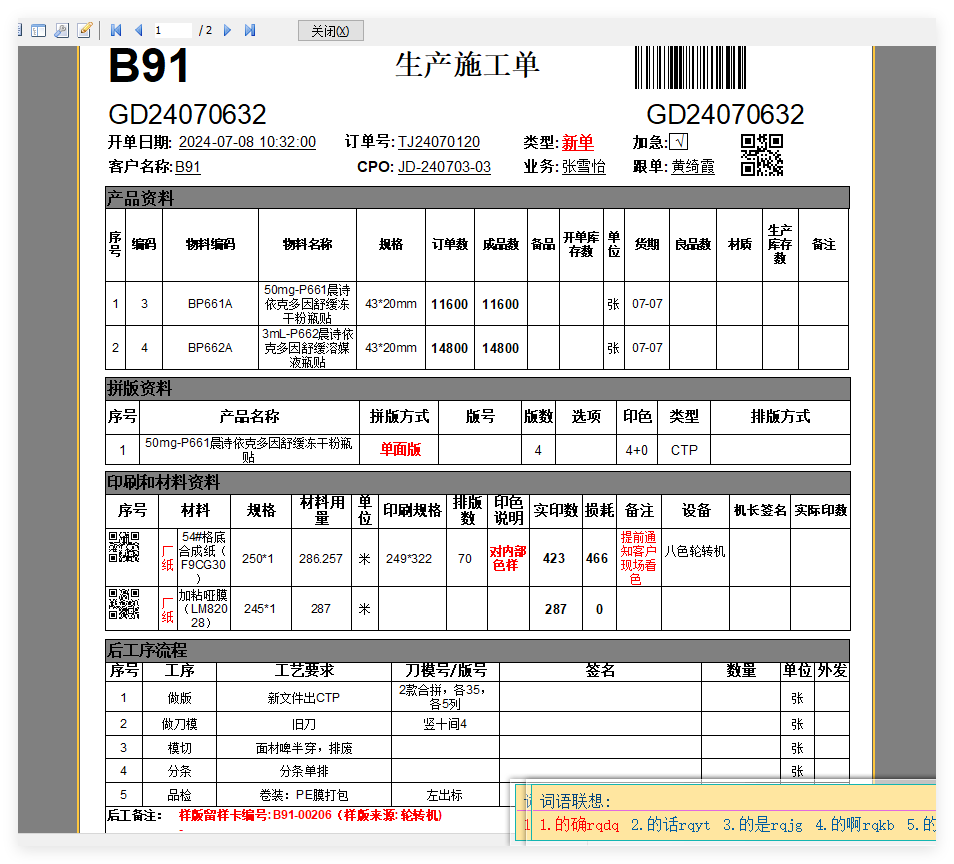 1 / 2 关闭(X)
B91 生产施工单
GD24070632 GD24070632
开单日期: 2024-07-08 10:32:00 订单号: TJ24070120 类型: 新单 加急: √
客户名称: B91 CPO: JD-240703-03 业务: 张雪怡 跟单: 黄绮霞
产品资料
序号 编码 物料编码 物料名称 规格 订单数 成品数 备品 开单库存数 单位 货期 良品数 材质 生产库存数 备注
1 3 BP661A 50mg-P661晨诗依克多因舒缓冻干粉瓶贴 43*20mm 11600 11600 张 07-07
2 4 BP662A 3mL-P662晨诗依克多因舒缓溶媒液瓶贴 43*20mm 14800 14800 张 07-07
拼版资料
序号 产品名称 拼版方式 版号 版数 选项 印色 类型 排版方式
1 50mg-P661晨诗依克多因舒缓冻干粉瓶贴 单面版 4 4+0 CTP
印刷和材料资料
序号 材料 规格 材料用量 单位 印刷规格 排版数 印色说明 实印数 损耗 备注 设备 机长签名 实际印数
厂纸 54#格底合成纸（F9CG30） 250*1 286.257 米 249*322 70 对内部色样 423 466 提前通知客户现场看色 八色轮转机
厂纸 加粘哑膜（LM82028） 245*1 287 米 287 0
后工序流程
序号 工序 工艺要求 刀模号/版号 签名 数量 单位 外发
1 做版 新文件出CTP 2款合拼，各35，各5列 张
2 做刀模 旧刀 竖十间4 张
3 模切 面材啤半穿，排废 张
4 分条 分条单排 张
5 品检 卷装：PE膜打包 左出标
后工备注： 样版留样卡编号:B91-00206（样版来源:轮转机）
词语联想:
1.的确rqdq 2.的话rqyt 3.的是rqjg 4.的啊rqkb 5.的